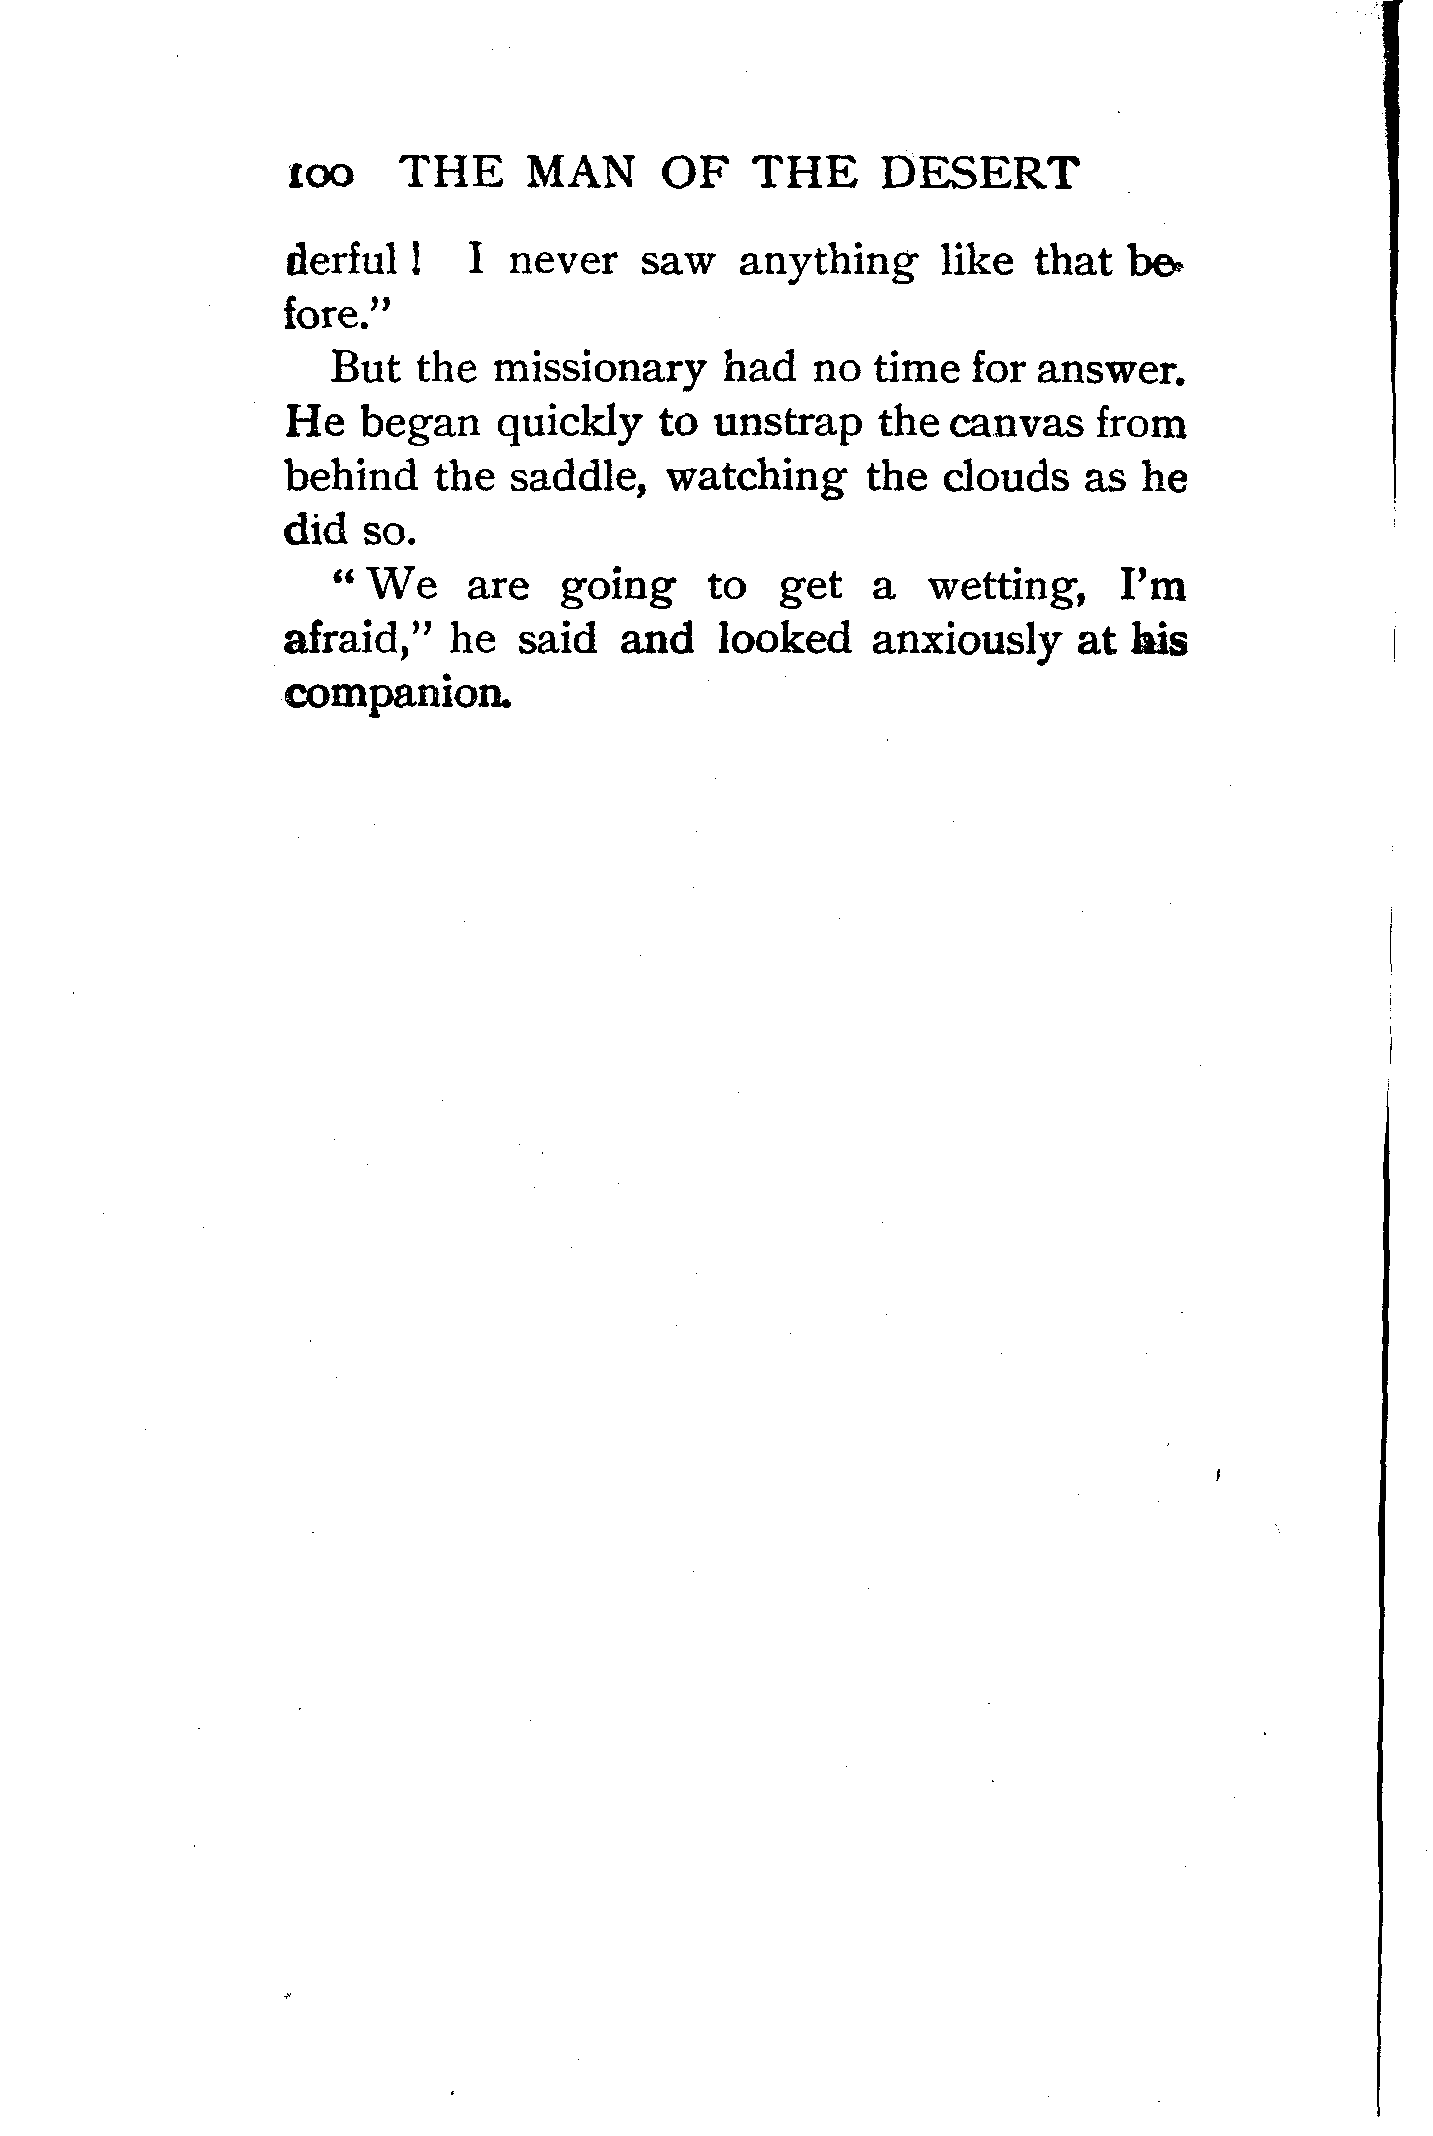 100 THE MAN OF THE DESERT
derful! I never saw anything like that be-
fore."
But the missionary had no time for answer.
He began quickly to unstrap the canvas from
behind the saddle, watching the clouds as he
did so.
"We are going to get a wetting, I'm
afraid," he said and looked anxiously at his
companion.